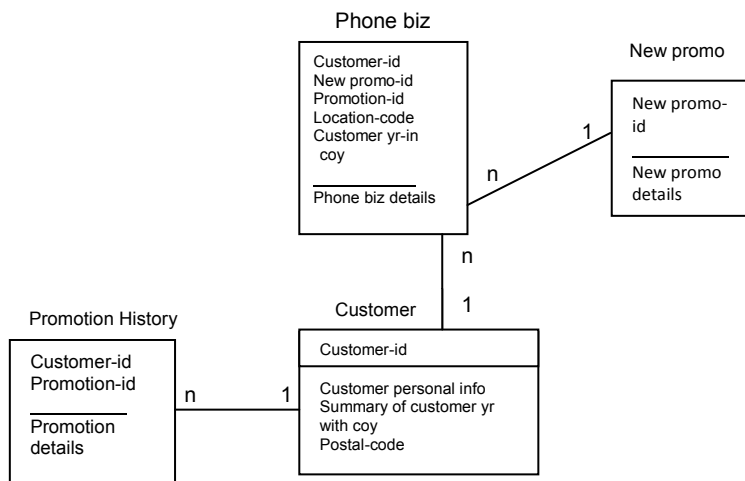 Phone biz
Customer-id
New promo-id
Promotion-id
Location-code
Customer yr-in
coy
Phone biz details
New promo
New promo-
id
New promo
details
1
n
n
1
Promotion History
Customer-id
Promotion-id
Promotion
details
n
1
Customer
Customer-id
Customer personal info
Summary of customer yr
with coy
Postal-code